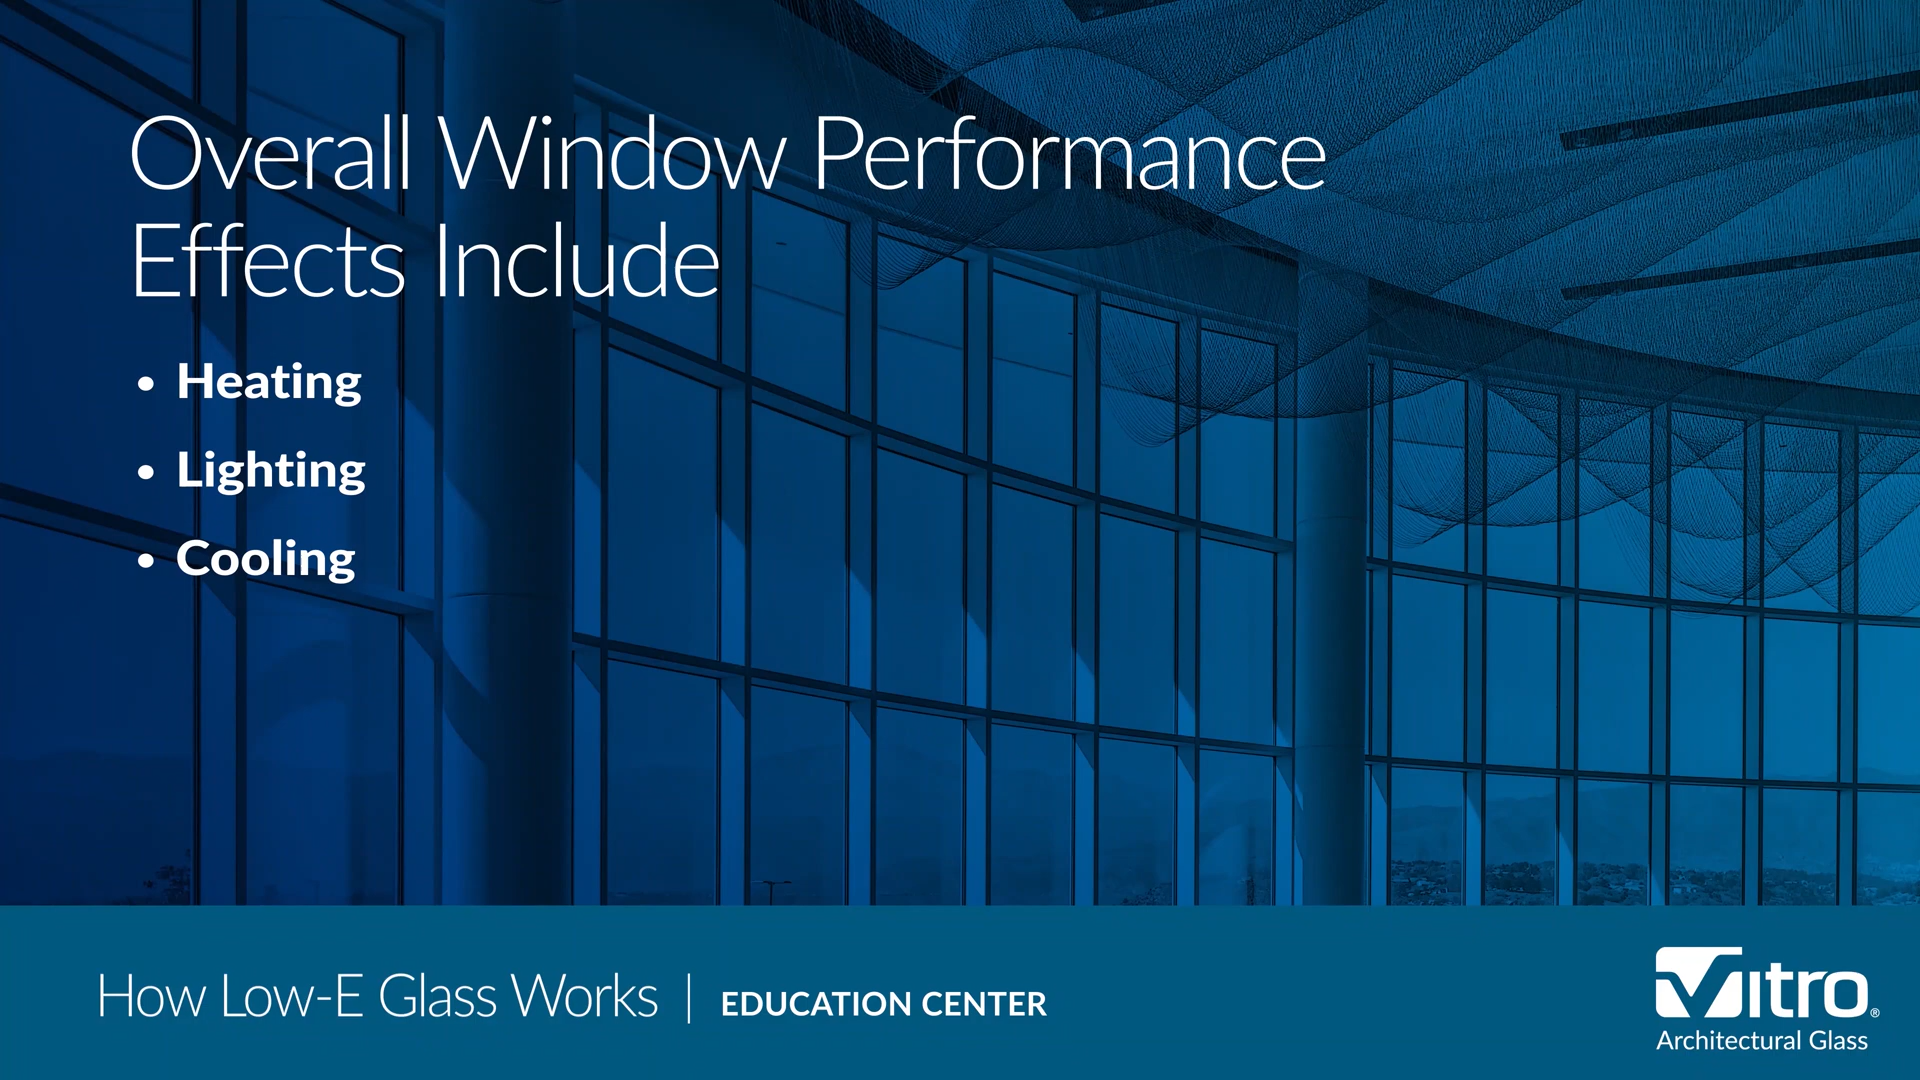 Overall Window Performance
Effects Include
• Heating
• Lighting
• Cooling
How Low-E Glass Works | EDUCATION CENTER
Vitro®
Architectural Glass